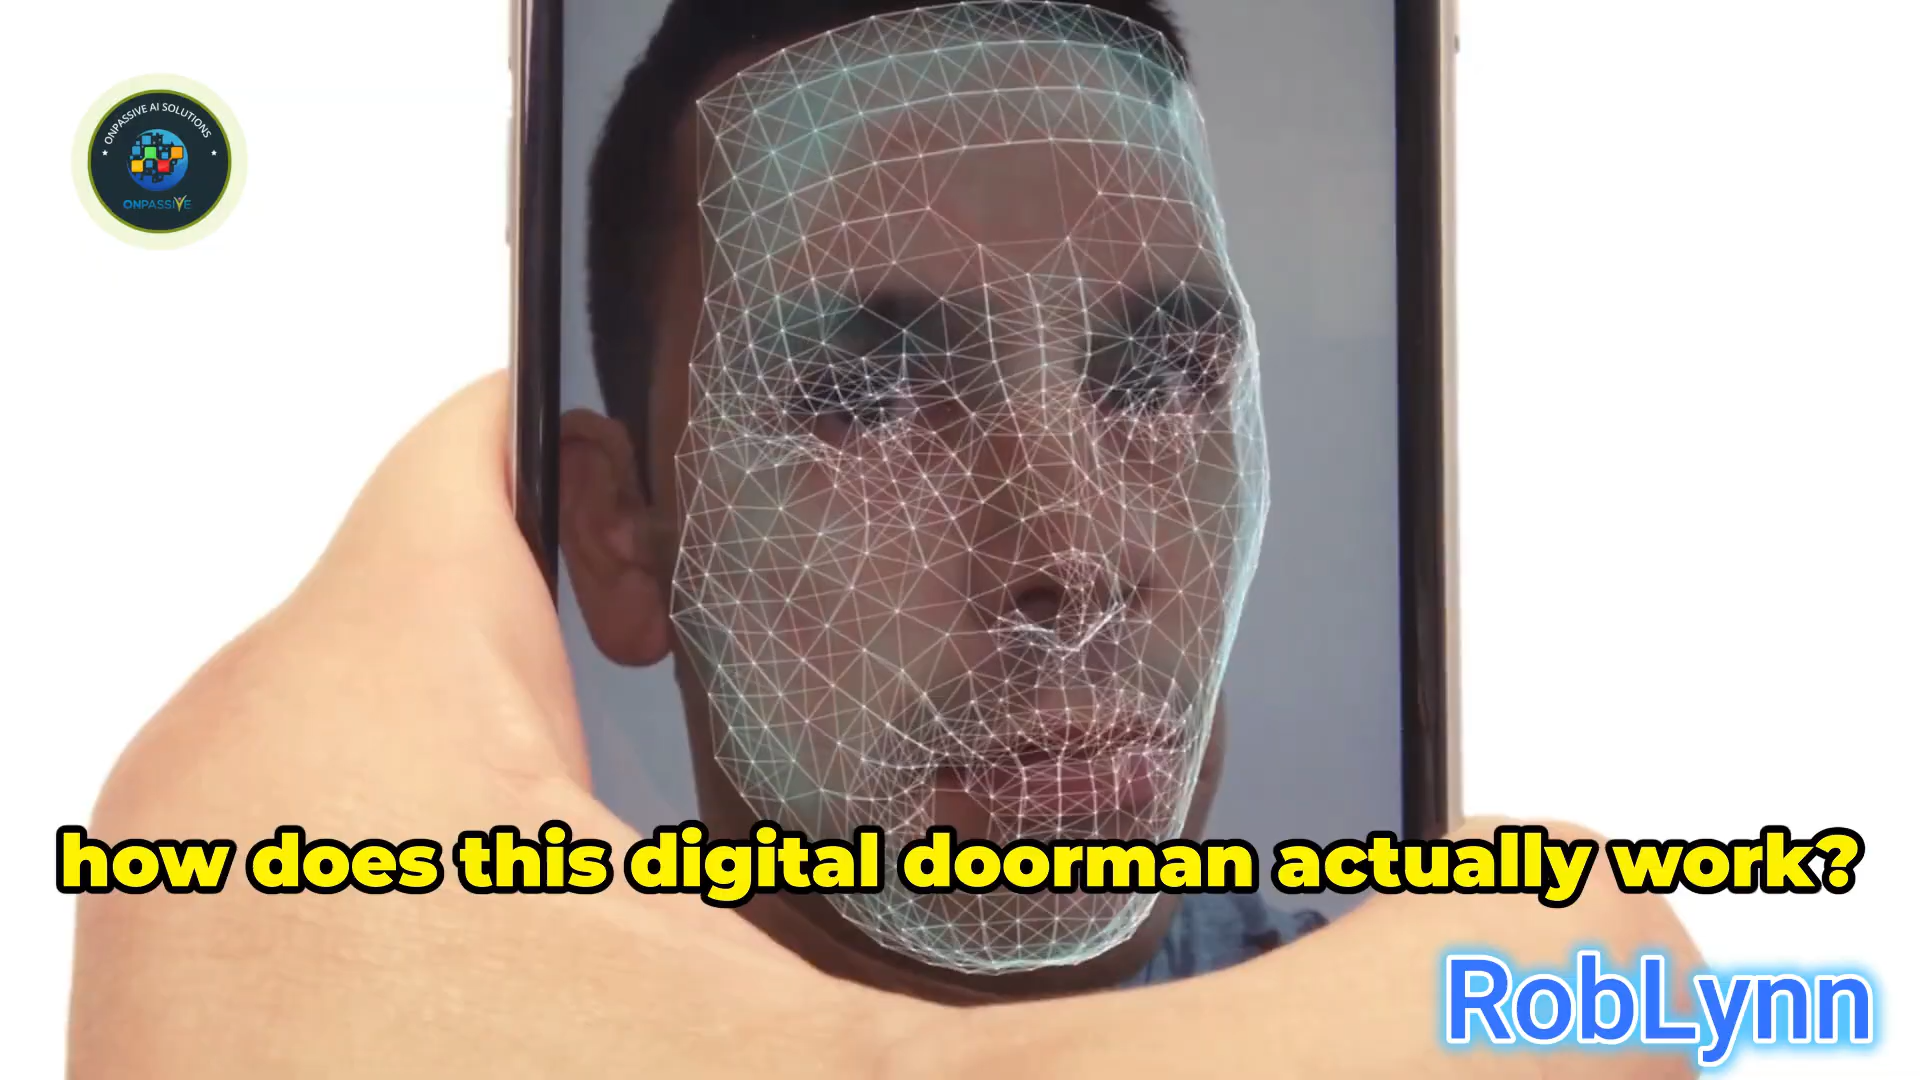 ONPASSIVE AI SOLUTIONS
ONPASSIVE
how does this digital doorman actually work?
RobLynn